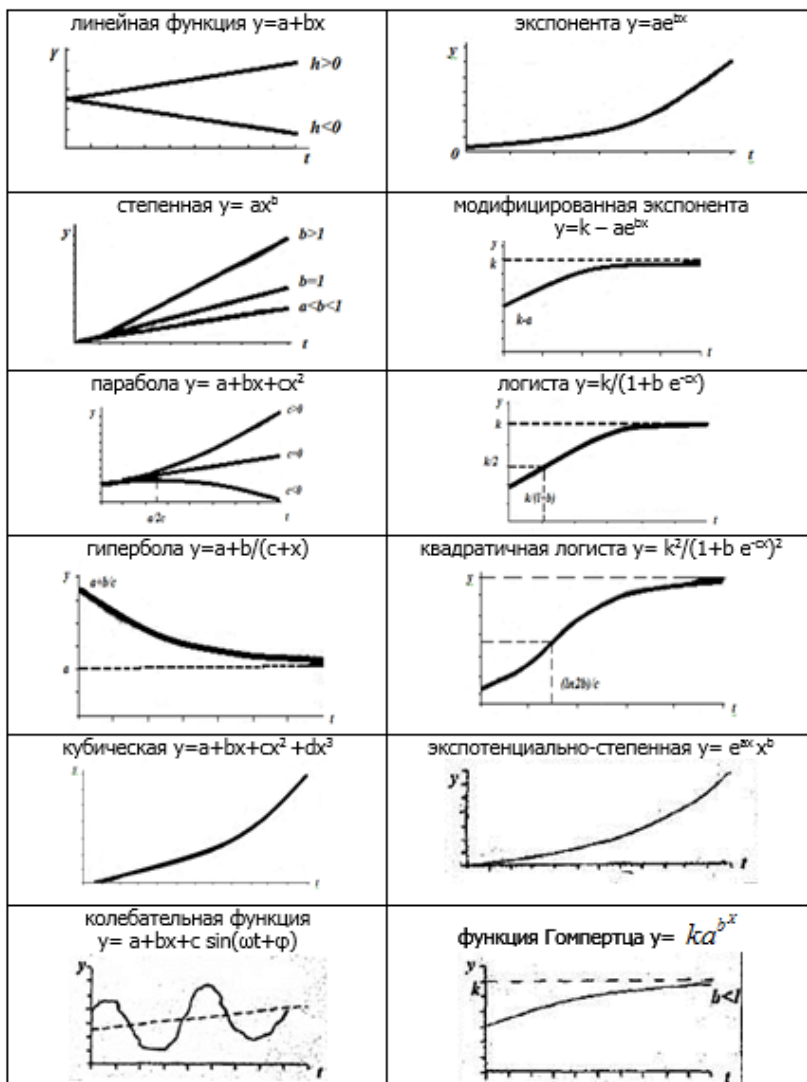 линейная функция y=a+bx
y
h>0
h<0
t
экспонента y=ae^bx
y
0
t
степенная y= ax^b
y
b>1
b=1
a<b<1
t
модифицированная экспонента
y=k – ae^bx
y
k
k-a
t
парабола y= a+bx+cx²
y
c>0
c=0
c<0
a/2c
t
логиста y=k/(1+b e^-cx)
y
k
k/2
k/(1+b)
t
гипербола y=a+b/(c+x)
y
a+b/c
a
t
квадратичная логиста y= k²/(1+b e^-cx)²
y
(ln2b)/c
t
кубическая y=a+bx+cx² +dx³
t
экспотенциально-степенная y= e^ax x^b
y
t
колебательная функция
y= a+bx+c sin(ωt+φ)
y
t
функция Гомпертца y= ka^b^x
y
k
b<1
t